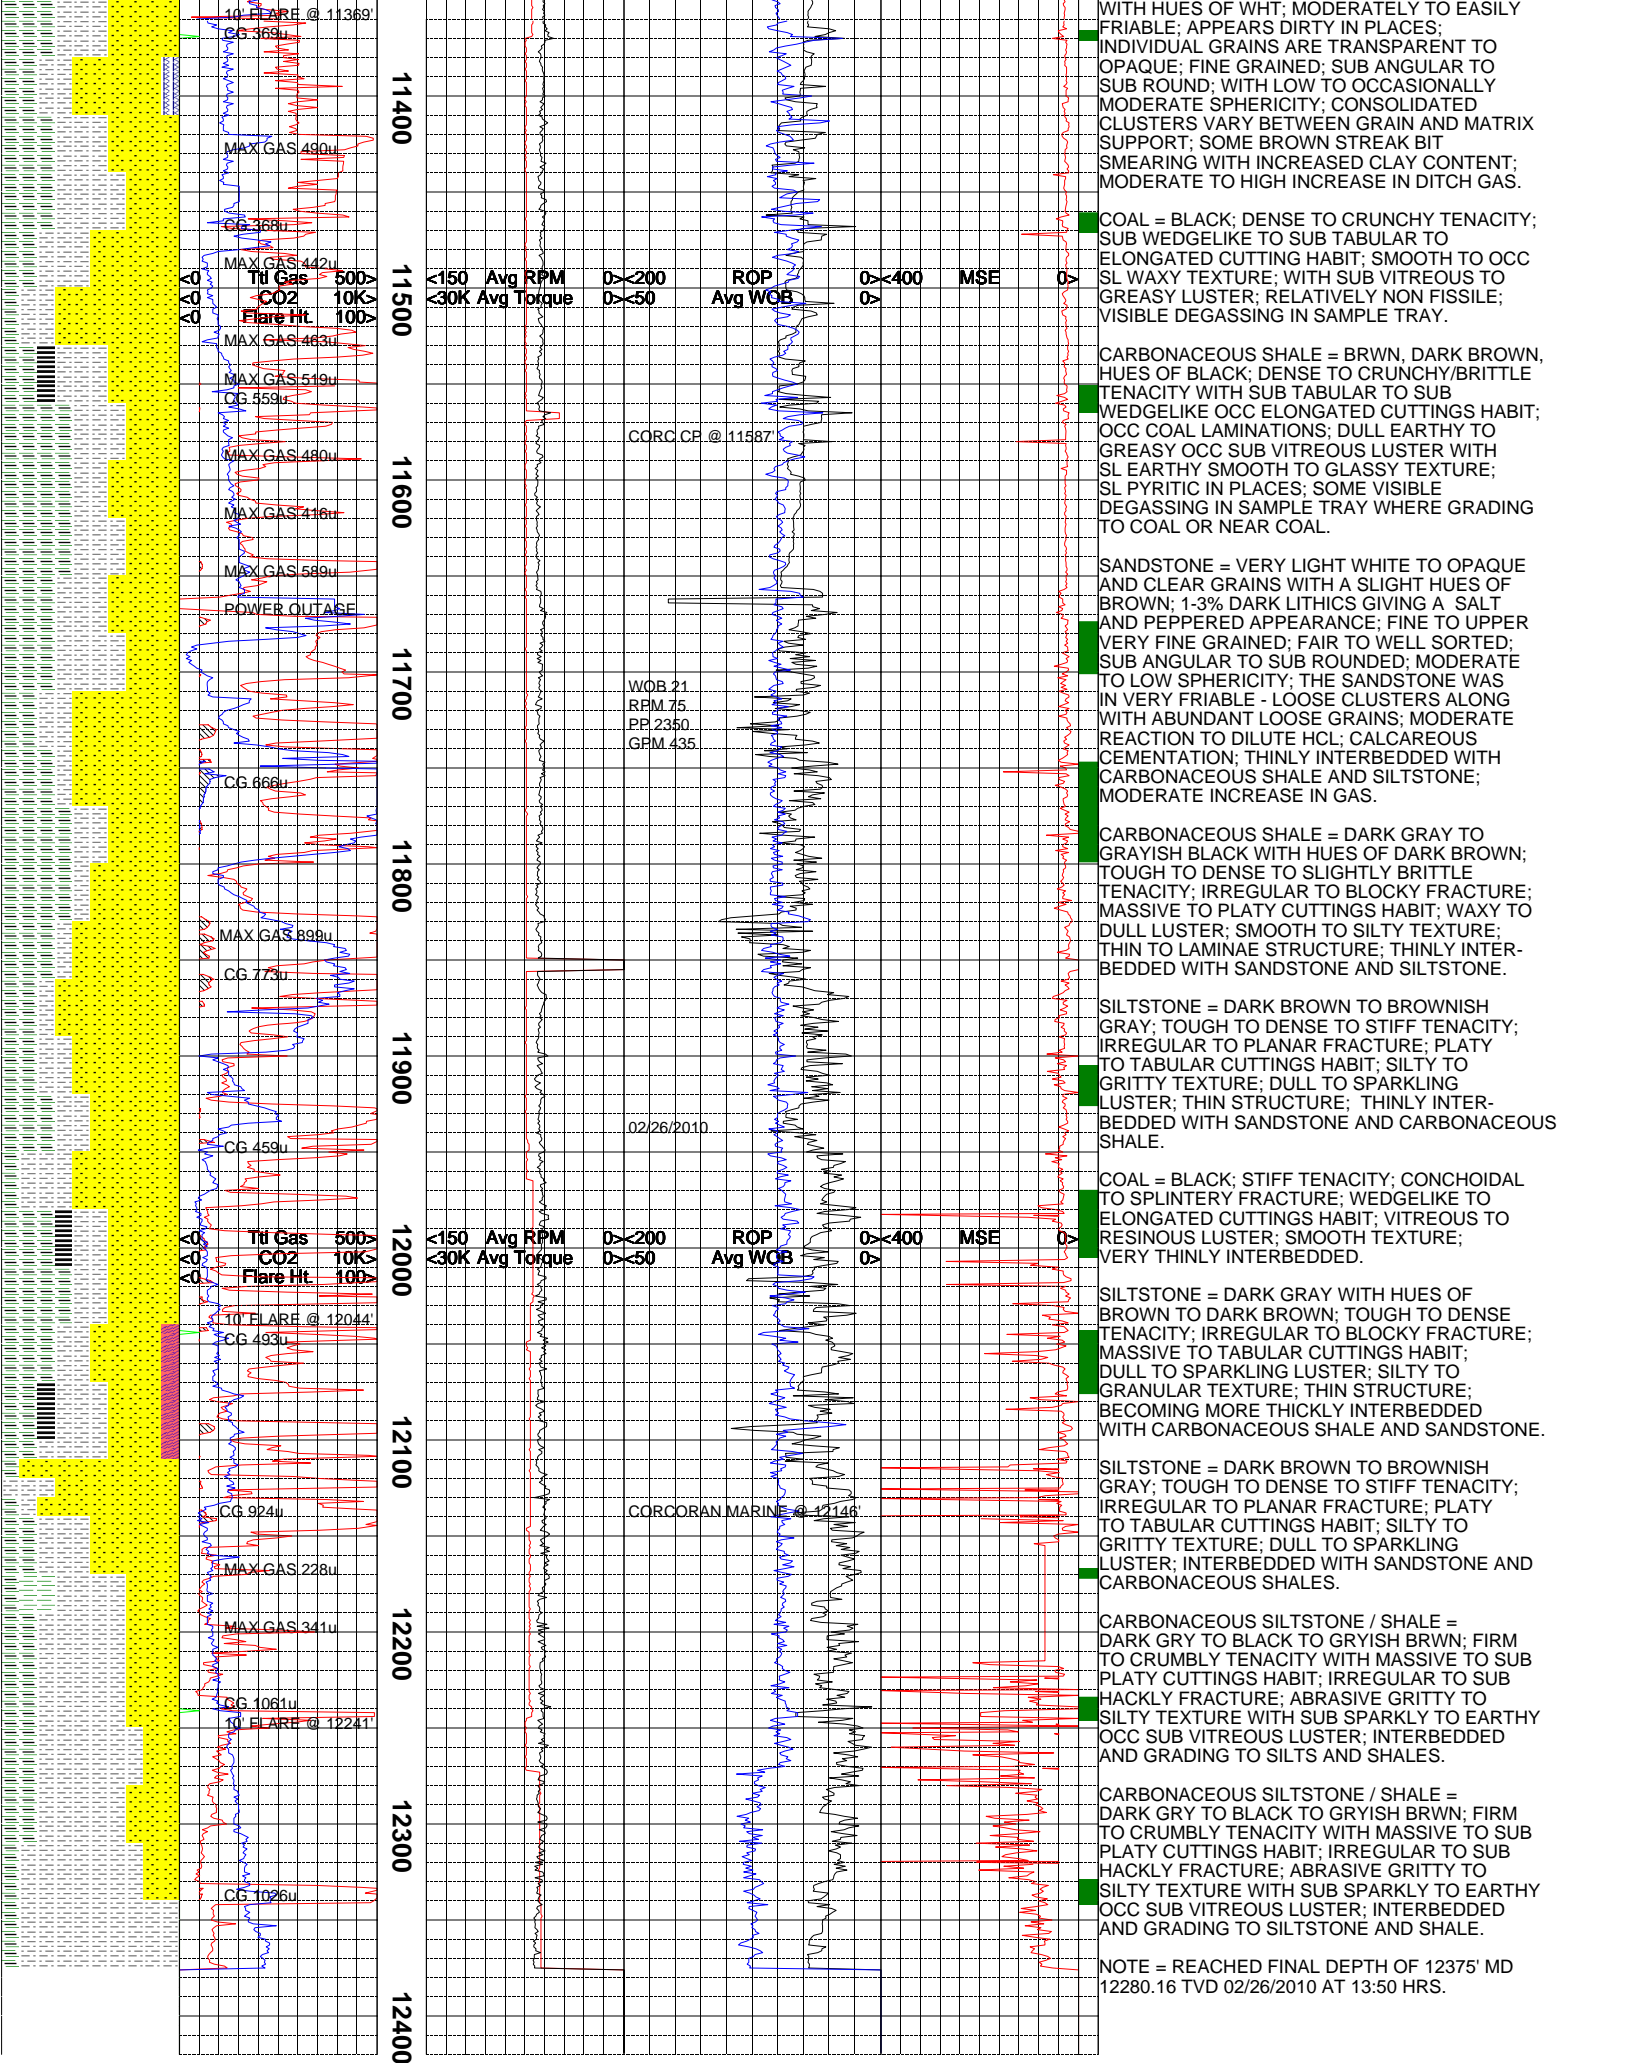 10' FLARE @ 11369'
CG 369u
MAX GAS 490u
CG 368u
MAX GAS 442u
<0 Ttl Gas 500>
<0 CO2 10K>
<0 Flare Ht. 100>
MAX GAS 463u
MAX GAS 519u
CG 559u
MAX GAS 480u
MAX GAS 416u
MAX GAS 589u
POWER OUTAGE
CG 666u
MAX GAS 899u
CG 773u
CG 459u
<0 Ttl Gas 500>
<0 CO2 10K>
<0 Flare Ht. 100>
10' FLARE @ 12044'
CG 493u
CG 924u
MAX GAS 228u
MAX GAS 341u
CG 1061u
10' FLARE @ 12241'
CG 1026u
11400
11500
11600
11700
11800
11900
12000
12100
12200
12300
12400
<150 Avg RPM 0><200 ROP 0><400 MSE 0>
<30K Avg Torque 0><50 Avg WOB 0>
CORC CP @ 11587'
WOB 21
RPM 75
PP 2350
GPM 435
02/26/2010
<150 Avg RPM 0><200 ROP 0><400 MSE 0>
<30K Avg Torque 0><50 Avg WOB 0>
CORCORAN MARINE @ 12146'
WITH HUES OF WHT; MODERATELY TO EASILY
FRIABLE; APPEARS DIRTY IN PLACES;
INDIVIDUAL GRAINS ARE TRANSPARENT TO
OPAQUE; FINE GRAINED; SUB ANGULAR TO
SUB ROUND; WITH LOW TO OCCASIONALLY
MODERATE SPHERICITY; CONSOLIDATED
CLUSTERS VARY BETWEEN GRAIN AND MATRIX
SUPPORT; SOME BROWN STREAK BIT
SMEARING WITH INCREASED CLAY CONTENT;
MODERATE TO HIGH INCREASE IN DITCH GAS.
COAL = BLACK; DENSE TO CRUNCHY TENACITY;
SUB WEDGELIKE TO SUB TABULAR TO
ELONGATED CUTTING HABIT; SMOOTH TO OCC
SL WAXY TEXTURE; WITH SUB VITREOUS TO
GREASY LUSTER; RELATIVELY NON FISSILE;
VISIBLE DEGASSING IN SAMPLE TRAY.
CARBONACEOUS SHALE = BRWN, DARK BROWN,
HUES OF BLACK; DENSE TO CRUNCHY/BRITTLE
TENACITY WITH SUB TABULAR TO SUB
WEDGELIKE OCC ELONGATED CUTTINGS HABIT;
OCC COAL LAMINATIONS; DULL EARTHY TO
GREASY OCC SUB VITREOUS LUSTER WITH
SL EARTHY SMOOTH TO GLASSY TEXTURE;
SL PYRITIC IN PLACES; SOME VISIBLE
DEGASSING IN SAMPLE TRAY WHERE GRADING
TO COAL OR NEAR COAL.
SANDSTONE = VERY LIGHT WHITE TO OPAQUE
AND CLEAR GRAINS WITH A SLIGHT HUES OF
BROWN; 1-3% DARK LITHICS GIVING A SALT
AND PEPPERED APPEARANCE; FINE TO UPPER
VERY FINE GRAINED; FAIR TO WELL SORTED;
SUB ANGULAR TO SUB ROUNDED; MODERATE
TO LOW SPHERICITY; THE SANDSTONE WAS
IN VERY FRIABLE - LOOSE CLUSTERS ALONG
WITH ABUNDANT LOOSE GRAINS; MODERATE
REACTION TO DILUTE HCL; CALCAREOUS
CEMENTATION; THINLY INTERBEDDED WITH
CARBONACEOUS SHALE AND SILTSTONE;
MODERATE INCREASE IN GAS.
CARBONACEOUS SHALE = DARK GRAY TO
GRAYISH BLACK WITH HUES OF DARK BROWN;
TOUGH TO DENSE TO SLIGHTLY BRITTLE
TENACITY; IRREGULAR TO BLOCKY FRACTURE;
MASSIVE TO PLATY CUTTINGS HABIT; WAXY TO
DULL LUSTER; SMOOTH TO SILTY TEXTURE;
THIN TO LAMINAE STRUCTURE; THINLY INTER-
BEDDED WITH SANDSTONE AND SILTSTONE.
SILTSTONE = DARK BROWN TO BROWNISH
GRAY; TOUGH TO DENSE TO STIFF TENACITY;
IRREGULAR TO PLANAR FRACTURE; PLATY
TO TABULAR CUTTINGS HABIT; SILTY TO
GRITTY TEXTURE; DULL TO SPARKLING
LUSTER; THIN STRUCTURE; THINLY INTER-
BEDDED WITH SANDSTONE AND CARBONACEOUS
SHALE.
COAL = BLACK; STIFF TENACITY; CONCHOIDAL
TO SPLINTERY FRACTURE; WEDGELIKE TO
ELONGATED CUTTINGS HABIT; VITREOUS TO
RESINOUS LUSTER; SMOOTH TEXTURE;
VERY THINLY INTERBEDDED.
SILTSTONE = DARK GRAY WITH HUES OF
BROWN TO DARK BROWN; TOUGH TO DENSE
TENACITY; IRREGULAR TO BLOCKY FRACTURE;
MASSIVE TO TABULAR CUTTINGS HABIT;
DULL TO SPARKLING LUSTER; SILTY TO
GRANULAR TEXTURE; THIN STRUCTURE;
BECOMING MORE THICKLY INTERBEDDED
WITH CARBONACEOUS SHALE AND SANDSTONE.
SILTSTONE = DARK BROWN TO BROWNISH
GRAY; TOUGH TO DENSE TO STIFF TENACITY;
IRREGULAR TO PLANAR FRACTURE; PLATY
TO TABULAR CUTTINGS HABIT; SILTY TO
GRITTY TEXTURE; DULL TO SPARKLING
LUSTER; INTERBEDDED WITH SANDSTONE AND
CARBONACEOUS SHALES.
CARBONACEOUS SILTSTONE / SHALE =
DARK GRY TO BLACK TO GRYISH BRWN; FIRM
TO CRUMBLY TENACITY WITH MASSIVE TO SUB
PLATY CUTTINGS HABIT; IRREGULAR TO SUB
HACKLY FRACTURE; ABRASIVE GRITTY TO
SILTY TEXTURE WITH SUB SPARKLY TO EARTHY
OCC SUB VITREOUS LUSTER; INTERBEDDED
AND GRADING TO SILTS AND SHALES.
CARBONACEOUS SILTSTONE / SHALE =
DARK GRY TO BLACK TO GRYISH BRWN; FIRM
TO CRUMBLY TENACITY WITH MASSIVE TO SUB
PLATY CUTTINGS HABIT; IRREGULAR TO SUB
HACKLY FRACTURE; ABRASIVE GRITTY TO
SILTY TEXTURE WITH SUB SPARKLY TO EARTHY
OCC SUB VITREOUS LUSTER; INTERBEDDED
AND GRADING TO SILTSTONE AND SHALE.
NOTE = REACHED FINAL DEPTH OF 12375' MD
12280.16 TVD 02/26/2010 AT 13:50 HRS.